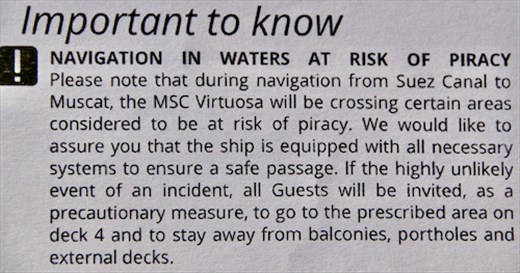 Important to know
! NAVIGATION IN WATERS AT RISK OF PIRACY
Please note that during navigation from Suez Canal to
Muscat, the MSC Virtuosa will be crossing certain areas
considered to be at risk of piracy. We would like to
assure you that the ship is equipped with all necessary
systems to ensure a safe passage. If the highly unlikely
event of an incident, all Guests will be invited, as a
precautionary measure, to go to the prescribed area on
deck 4 and to stay away from balconies, portholes and
external decks.